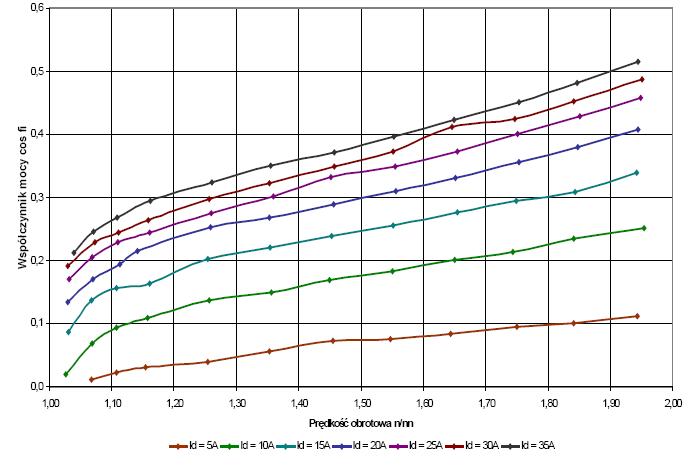 0,6
0,5
0,4
0,3
0,2
0,1
0,0
Współczynnik mocy cos fi
1,00 1,10 1,20 1,30 1,40 1,50 1,60 1,70 1,80 1,90 2,00
Prędkość obrotowa n/nn
Id = 5A Id = 10A Id = 15A Id = 20A Id = 25A Id = 30A Id = 35A